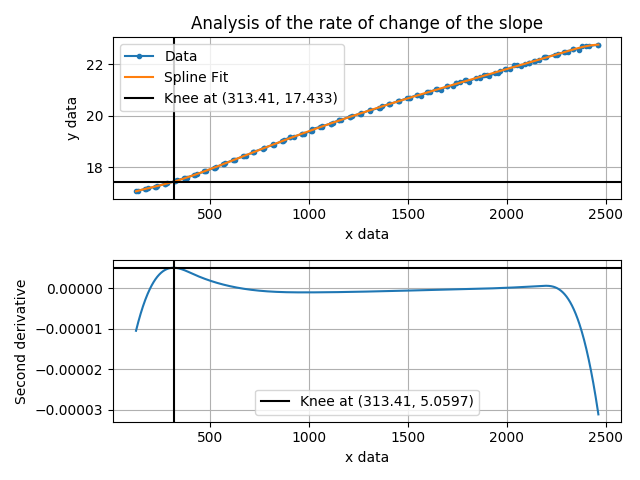 Analysis of the rate of change of the slope
Data
Spline Fit
Knee at (313.41, 17.433)
22
20
18
y data
500
1000
1500
2000
2500
x data
0.00000
−0.00001
−0.00002
−0.00003
Second derivative
Knee at (313.41, 5.0597)
500
1000
1500
2000
2500
x data